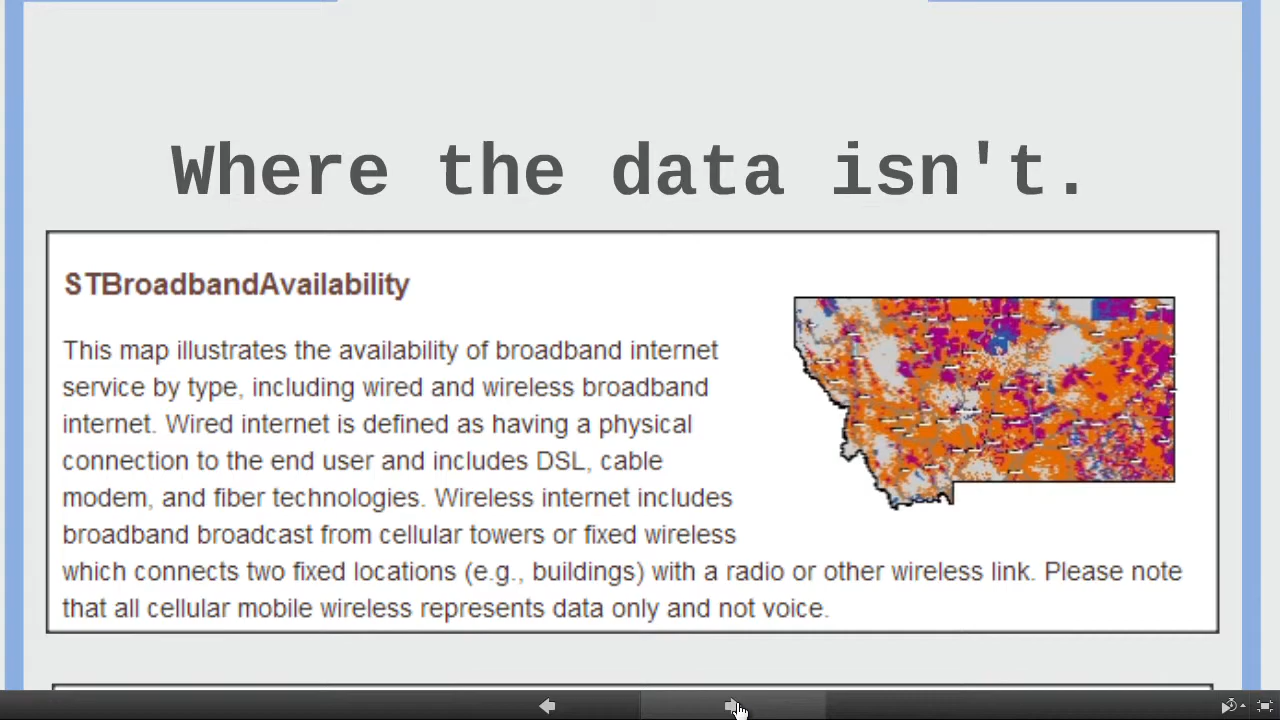 Where the data isn't.
STBroadbandAvailability
This map illustrates the availability of broadband internet
service by type, including wired and wireless broadband
internet. Wired internet is defined as having a physical
connection to the end user and includes DSL, cable
modem, and fiber technologies. Wireless internet includes
broadband broadcast from cellular towers or fixed wireless
which connects two fixed locations (e.g., buildings) with a radio or other wireless link. Please note
that all cellular mobile wireless represents data only and not voice.